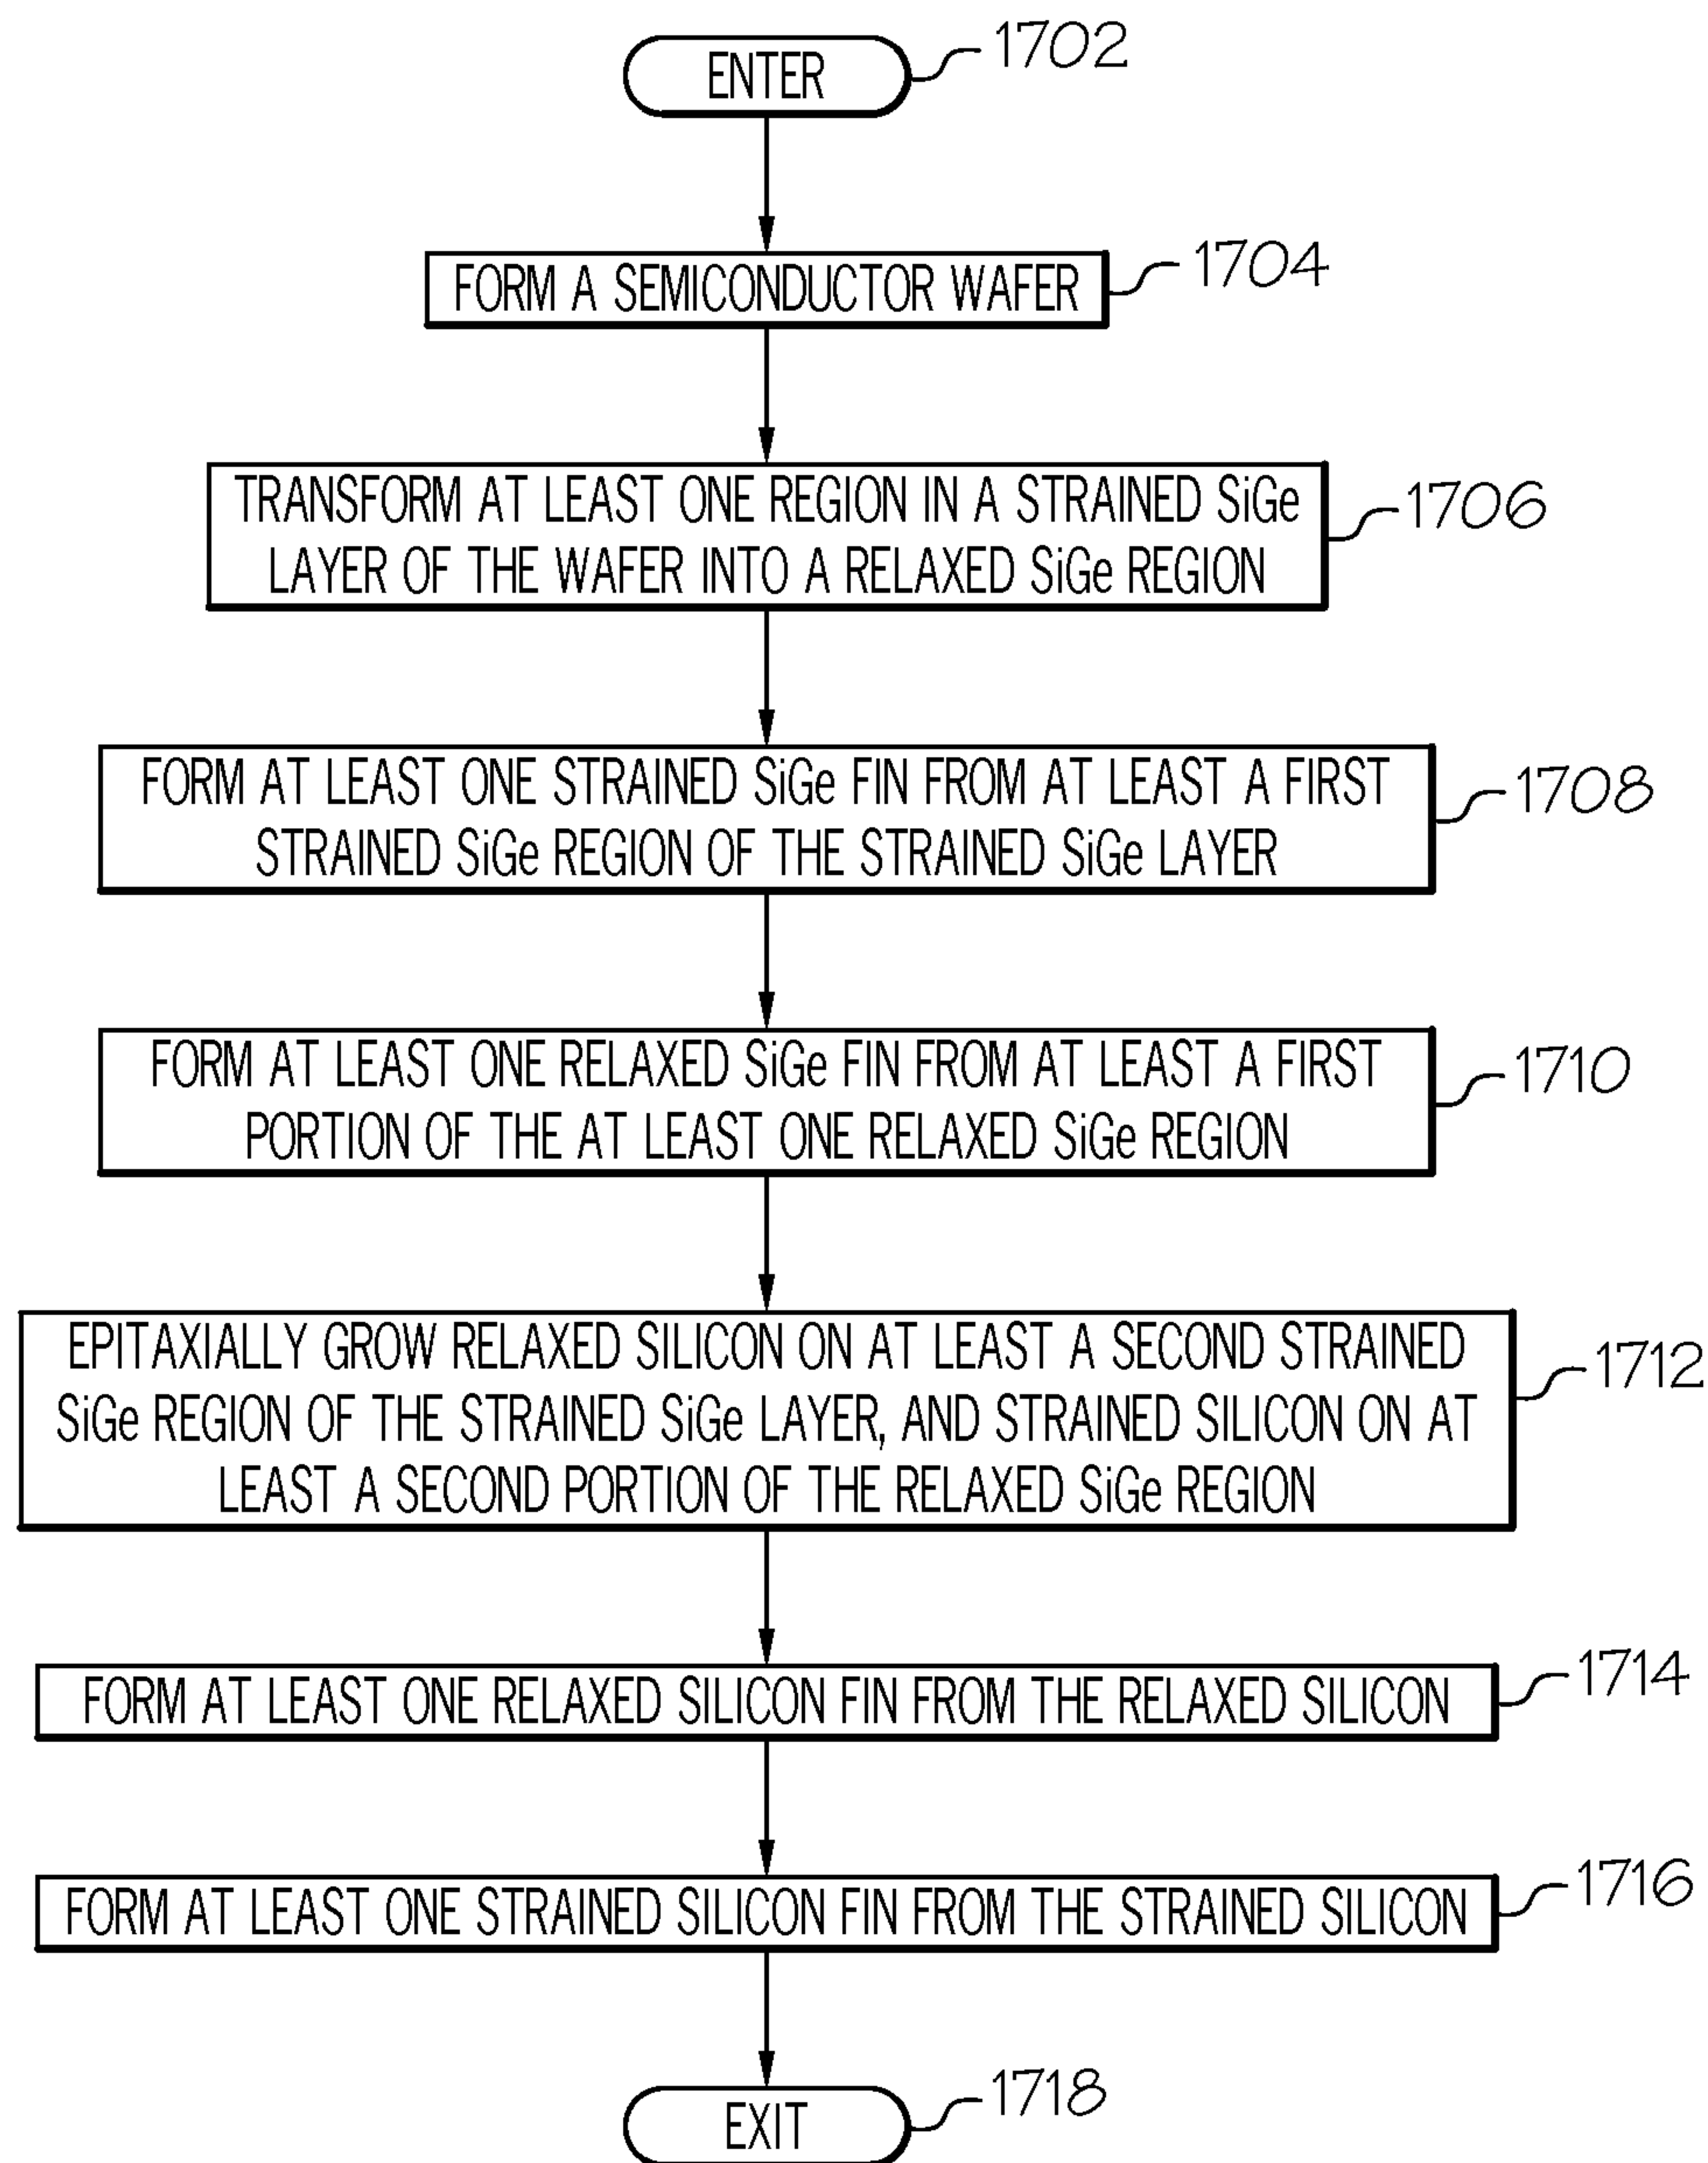 ENTER
1702
FORM A SEMICONDUCTOR WAFER
1704
TRANSFORM AT LEAST ONE REGION IN A STRAINED SiGe
LAYER OF THE WAFER INTO A RELAXED SiGe REGION
1706
FORM AT LEAST ONE STRAINED SiGe FIN FROM AT LEAST A FIRST
STRAINED SiGe REGION OF THE STRAINED SiGe LAYER
1708
FORM AT LEAST ONE RELAXED SiGe FIN FROM AT LEAST A FIRST
PORTION OF THE AT LEAST ONE RELAXED SiGe REGION
1710
EPITAXIALLY GROW RELAXED SILICON ON AT LEAST A SECOND STRAINED
SiGe REGION OF THE STRAINED SiGe LAYER, AND STRAINED SILICON ON AT
LEAST A SECOND PORTION OF THE RELAXED SiGe REGION
1712
FORM AT LEAST ONE RELAXED SILICON FIN FROM THE RELAXED SILICON
1714
FORM AT LEAST ONE STRAINED SILICON FIN FROM THE STRAINED SILICON
1716
EXIT
1718